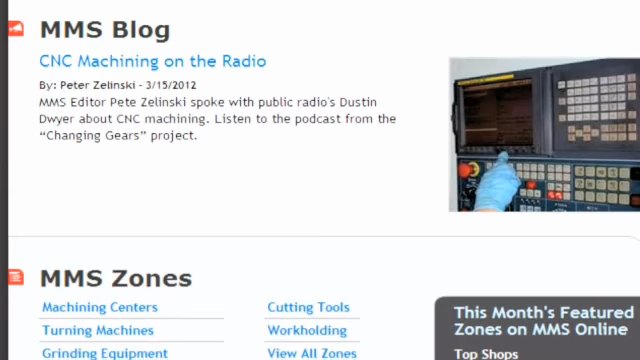 MMS Blog
CNC Machining on the Radio
By: Peter Zelinski - 3/15/2012
MMS Editor Pete Zelinski spoke with public radio's Dustin
Dwyer about CNC machining. Listen to the podcast from the
“Changing Gears” project.
MMS Zones
Machining Centers
Cutting Tools
Turning Machines
Workholding
Grinding Equipment
View All Zones
This Month's Featured
Zones on MMS Online
Top Shops